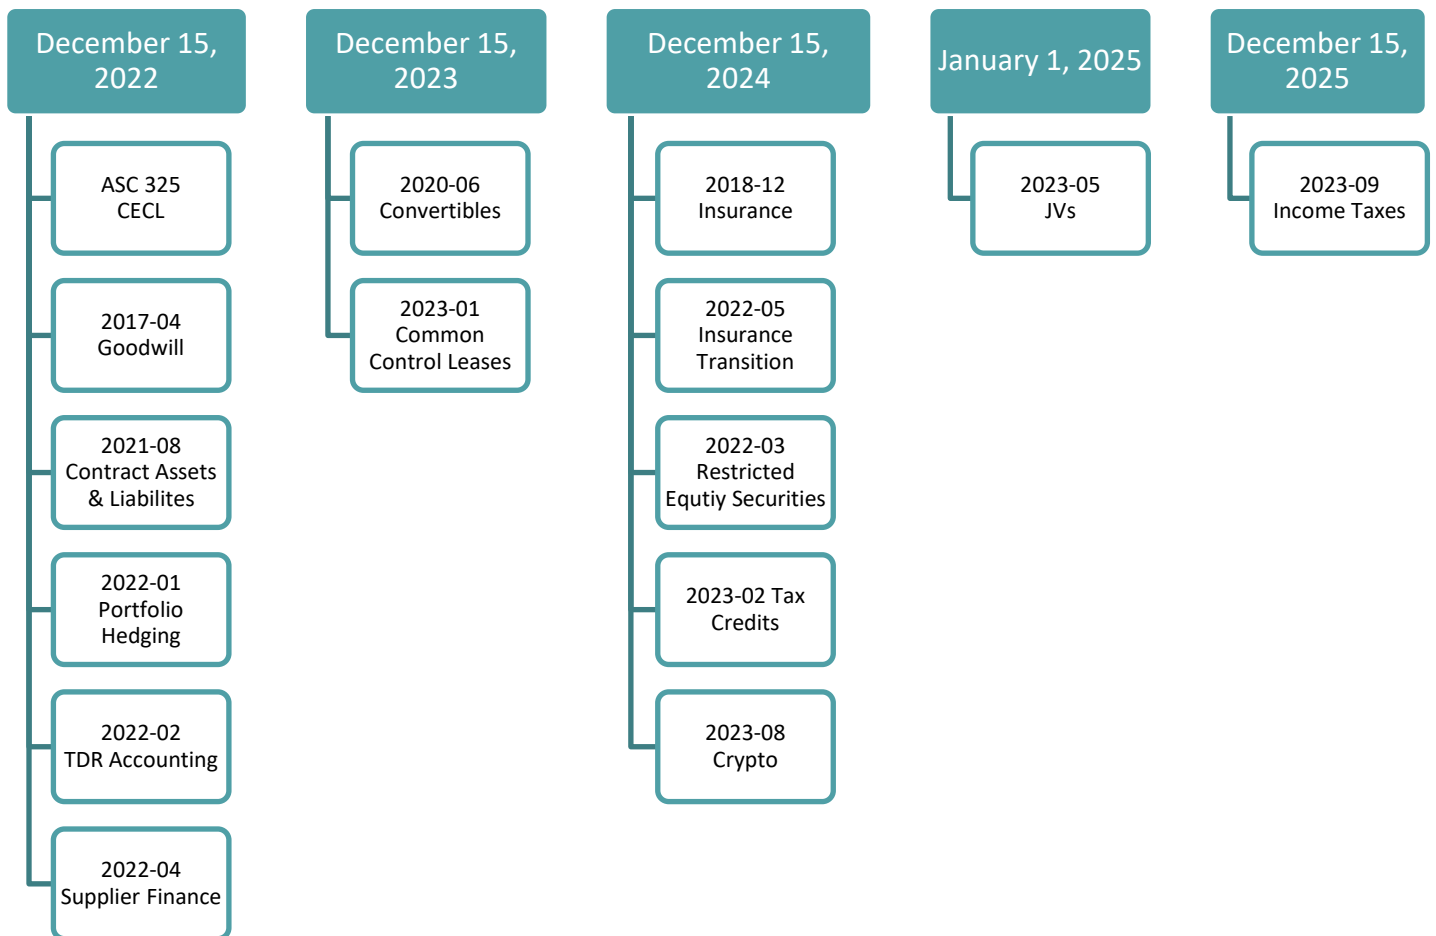 December 15,
2022
ASC 325
CECL
2017-04
Goodwill
2021-08
Contract Assets
& Liabilites
2022-01
Portfolio
Hedging
2022-02
TDR Accounting
2022-04
Supplier Finance
December 15,
2023
2020-06
Convertibles
2023-01
Common
Control Leases
December 15,
2024
2018-12
Insurance
2022-05
Insurance
Transition
2022-03
Restricted
Equtiy Securities
2023-02 Tax
Credits
2023-08
Crypto
January 1, 2025
2023-05
JVs
December 15,
2025
2023-09
Income Taxes